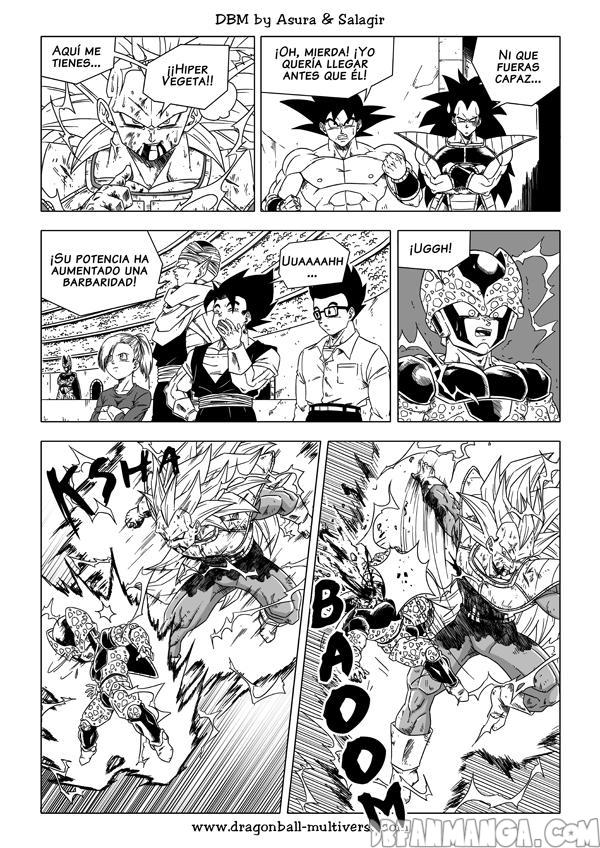 DBM by Asura & Salagir
AQUÍ ME
TIENES...
¡¡HIPER
VEGETA!!
¡OH, MIERDA! ¡YO
QUERÍA LLEGAR
ANTES QUE ÉL!
NI QUE
FUERAS
CAPAZ...
¡SU POTENCIA HA
AUMENTADO UNA
BARBARIDAD!
UUAAAAHH
...
¡UGGH!
KSHA
BAOOM
www.dragonball-multiverse.com
DBFANMANGA.COM